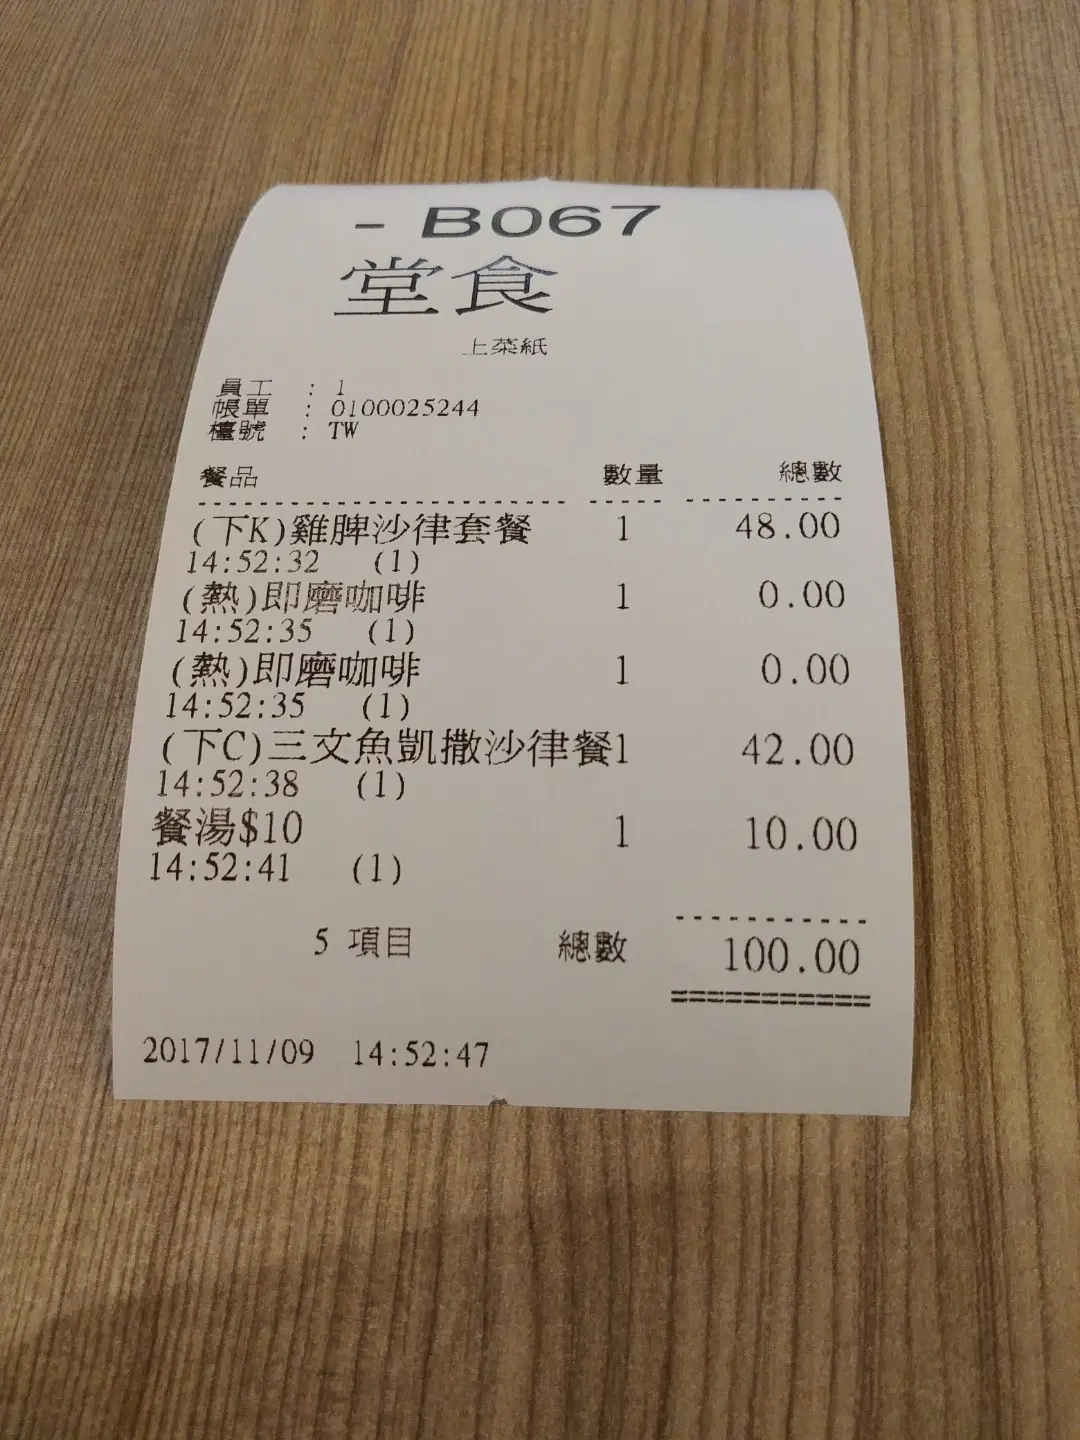 - B067
堂食
上菜紙
員工 : 1
帳單 : 0100025244
檯號 : TW
餐品 數量 總數
(下K)雞脾沙律套餐 1 48.00
14:52:32 (1)
(熱)即磨咖啡 1 0.00
14:52:35 (1)
(熱)即磨咖啡 1 0.00
14:52:35 (1)
(下C)三文魚凱撒沙律餐1 42.00
14:52:38 (1)
餐湯$10 1 10.00
14:52:41 (1)
5 項目 總數 100.00
2017/11/09 14:52:47